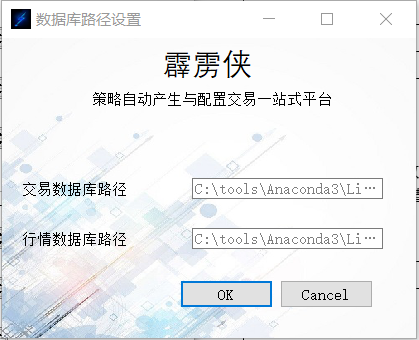 数据库路径设置
霹雳侠
策略自动产生与配置交易一站式平台
交易数据库路径
C:\tools\Anaconda3\Li…
行情数据库路径
C:\tools\Anaconda3\Li…
OK
Cancel